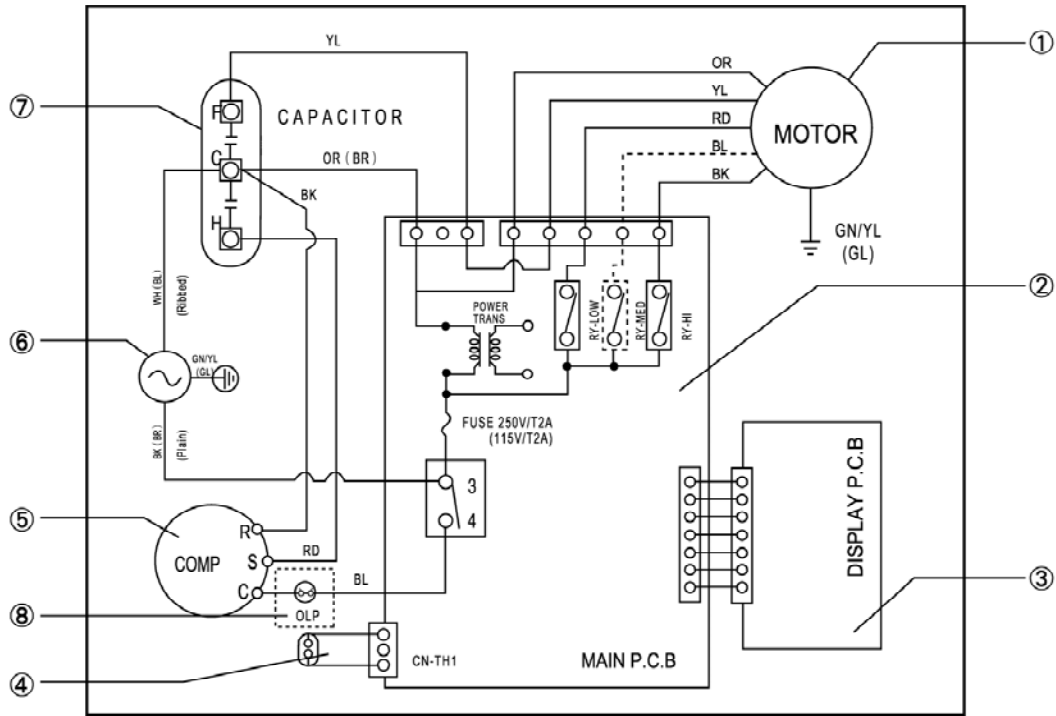 YL
①
OR
YL
RD
BL
BK
MOTOR
⑦
F
CAPACITOR
C
OR (BR)
BK
H
GN/YL
(GL)
WH(BL)
(Ribbed)
②
POWER
TRANS
RY-LOW
RY-MED
RY-HI
⑥
GN/YL
(GL)
FUSE 250V/T2A
(115V/T2A)
BK (BR)
(Plain)
3
4
DISPLAY P.C.B
⑤
R
COMP
S
RD
C
BL
③
⑧
OLP
CN-TH1
MAIN P.C.B
④